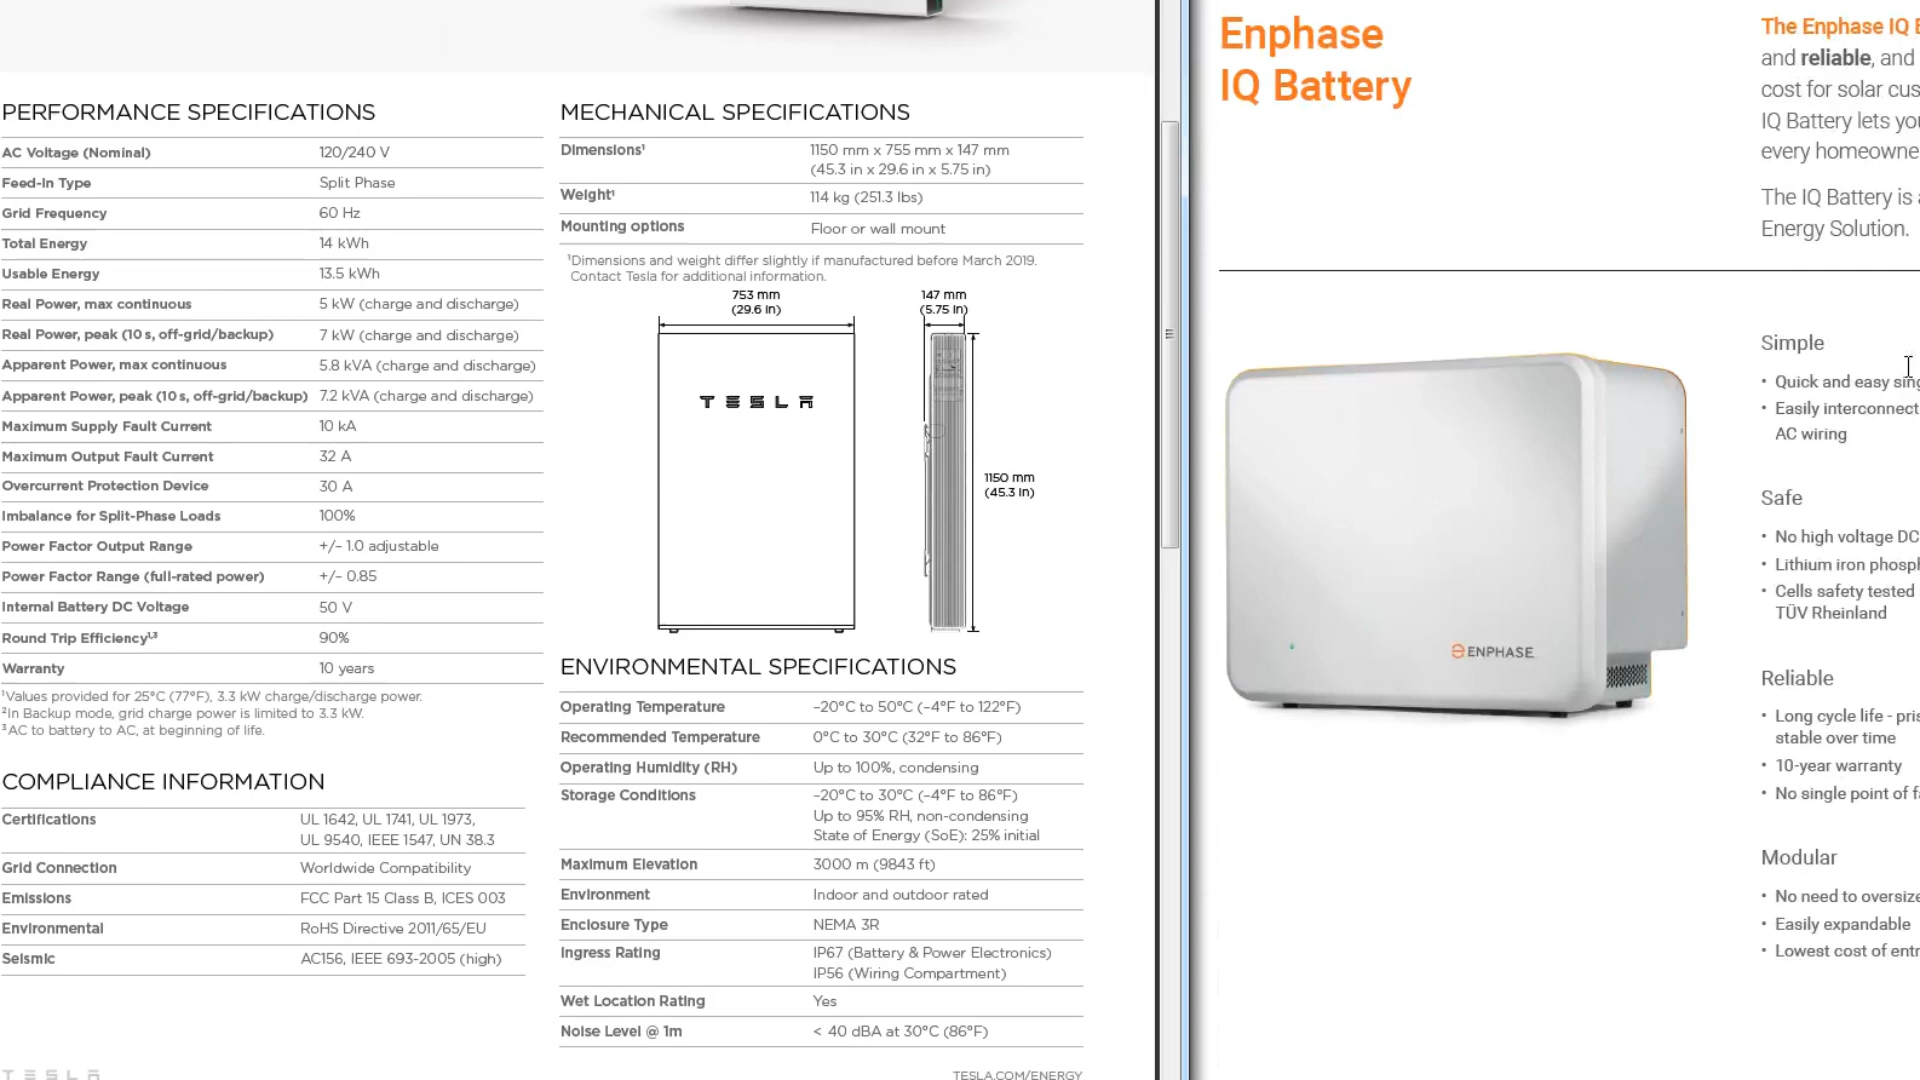 PERFORMANCE SPECIFICATIONS
AC Voltage (Nominal) 120/240 V
Feed-In Type Split Phase
Grid Frequency 60 Hz
Total Energy 14 kWh
Usable Energy 13.5 kWh
Real Power, max continuous 5 kW (charge and discharge)
Real Power, peak (10 s, off-grid/backup) 7 kW (charge and discharge)
Apparent Power, max continuous 5.8 kVA (charge and discharge)
Apparent Power, peak (10 s, off-grid/backup) 7.2 kVA (charge and discharge)
Maximum Supply Fault Current 10 kA
Maximum Output Fault Current 32 A
Overcurrent Protection Device 30 A
Imbalance for Split-Phase Loads 100%
Power Factor Output Range +/– 1.0 adjustable
Power Factor Range (full-rated power) +/– 0.85
Internal Battery DC Voltage 50 V
Round Trip Efficiency¹,³ 90%
Warranty 10 years
¹Values provided for 25°C (77°F), 3.3 kW charge/discharge power.
²In Backup mode, grid charge power is limited to 3.3 kW.
³AC to battery to AC, at beginning of life.
COMPLIANCE INFORMATION
Certifications UL 1642, UL 1741, UL 1973,
UL 9540, IEEE 1547, UN 38.3
Grid Connection Worldwide Compatibility
Emissions FCC Part 15 Class B, ICES 003
Environmental RoHS Directive 2011/65/EU
Seismic AC156, IEEE 693-2005 (high)
TESLA
MECHANICAL SPECIFICATIONS
Dimensions¹ 1150 mm x 755 mm x 147 mm
(45.3 in x 29.6 in x 5.75 in)
Weight¹ 114 kg (251.3 lbs)
Mounting options Floor or wall mount
¹Dimensions and weight differ slightly if manufactured before March 2019.
Contact Tesla for additional information.
753 mm
(29.6 in)
147 mm
(5.75 in)
TESLA
1150 mm
(45.3 in)
ENVIRONMENTAL SPECIFICATIONS
Operating Temperature –20°C to 50°C (–4°F to 122°F)
Recommended Temperature 0°C to 30°C (32°F to 86°F)
Operating Humidity (RH) Up to 100%, condensing
Storage Conditions –20°C to 30°C (–4°F to 86°F)
Up to 95% RH, non-condensing
State of Energy (SoE): 25% initial
Maximum Elevation 3000 m (9843 ft)
Environment Indoor and outdoor rated
Enclosure Type NEMA 3R
Ingress Rating IP67 (Battery & Power Electronics)
IP56 (Wiring Compartment)
Wet Location Rating Yes
Noise Level @ 1m < 40 dBA at 30°C (86°F)
TESLA.COM/ENERGY
Enphase
IQ Battery
ENPHASE
The Enphase IQ
and reliable, and
cost for solar cus
IQ Battery lets you
every homeowne
The IQ Battery is
Energy Solution.
Simple
• Quick and easy sing
• Easily interconnect
AC wiring
Safe
• No high voltage DC
• Lithium iron phosph
• Cells safety tested
TÜV Rheinland
Reliable
• Long cycle life - pris
stable over time
• 10-year warranty
• No single point of fa
Modular
• No need to oversize
• Easily expandable
• Lowest cost of entr